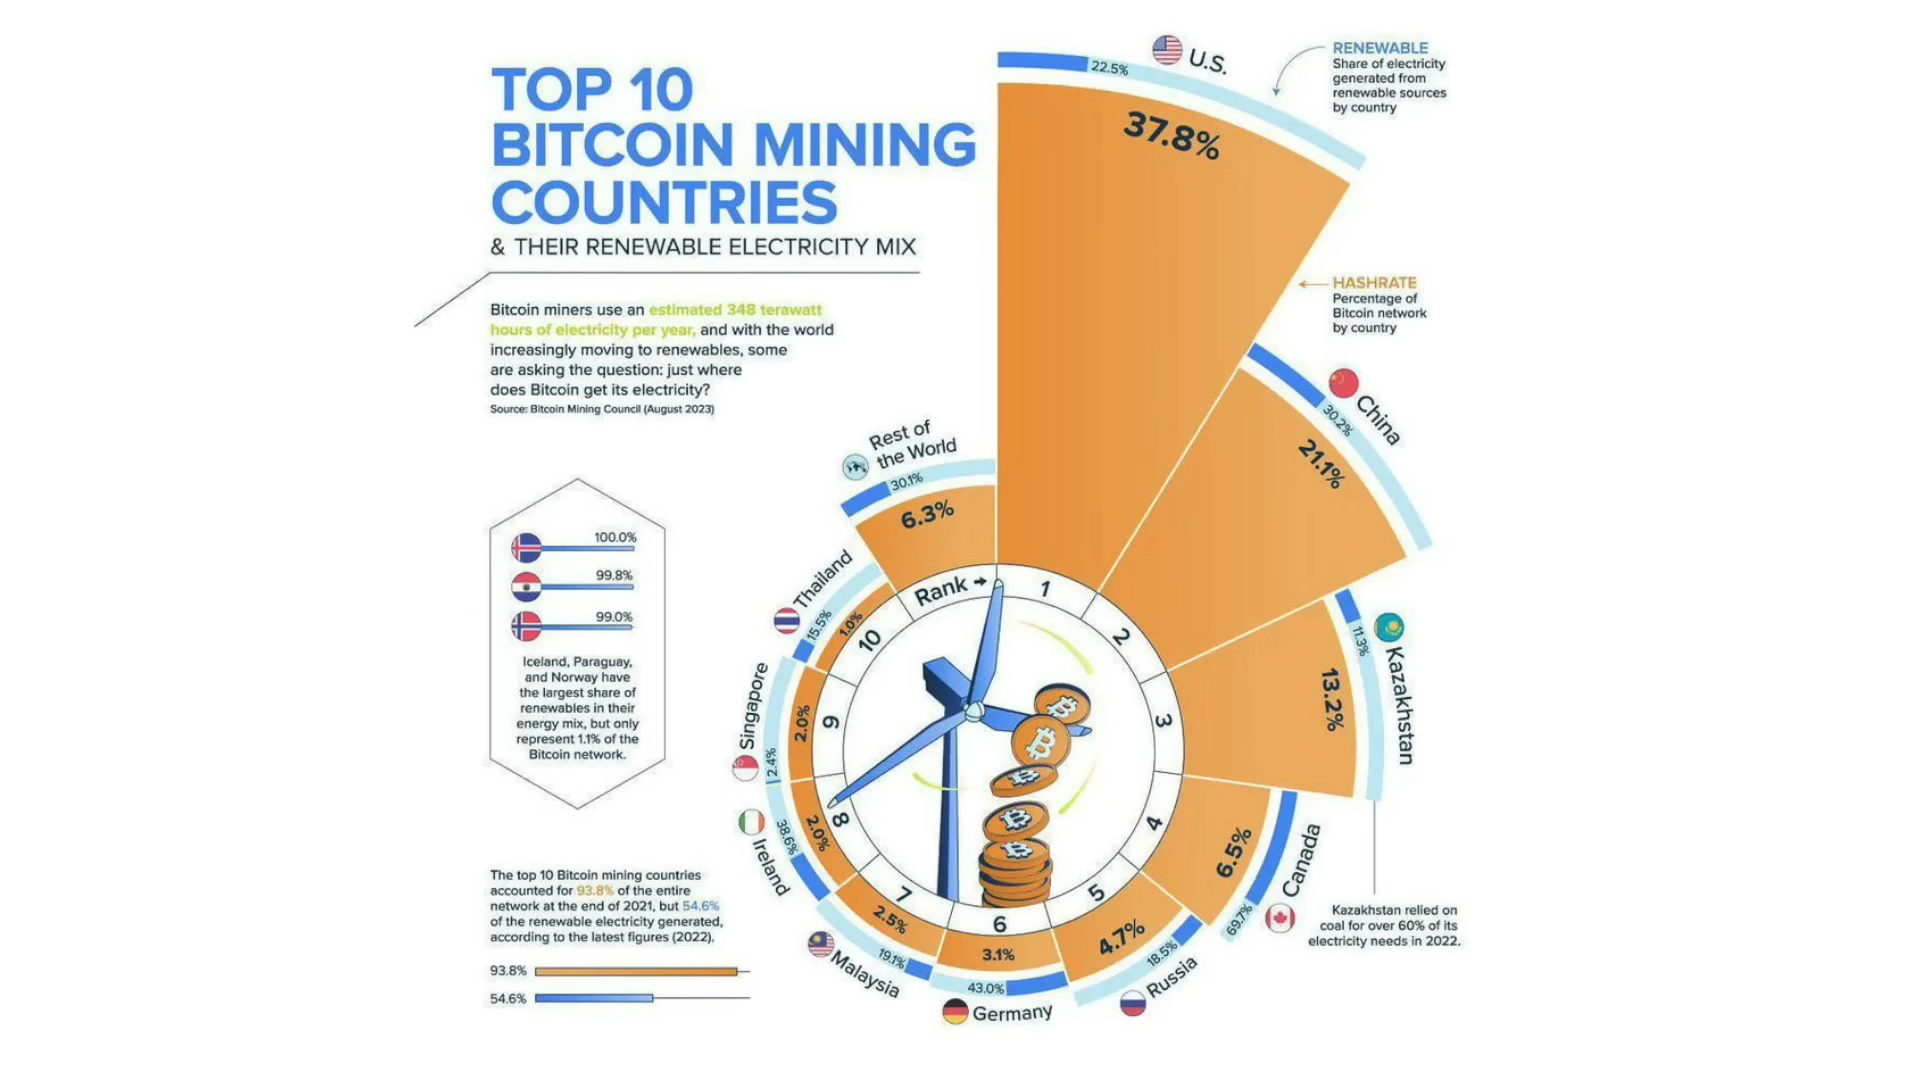 TOP 10
BITCOIN MINING
COUNTRIES
& THEIR RENEWABLE ELECTRICITY MIX
Bitcoin miners use an estimated 348 terawatt
hours of electricity per year, and with the world
increasingly moving to renewables, some
are asking the question: just where
does Bitcoin get its electricity?
Source: Bitcoin Mining Council (August 2023)
RENEWABLE
Share of electricity
generated from
renewable sources
by country
HASHRATE
Percentage of
Bitcoin network
by country
Rank
1
U.S.
22.5%
37.8%
2
China
30.2%
21.1%
3
Kazakhstan
11.3%
13.2%
Kazakhstan relied on
coal for over 60% of its
electricity needs in 2022.
4
Canada
69.7%
6.5%
5
Russia
18.5%
4.7%
6
Germany
43.0%
3.1%
7
Malaysia
19.1%
2.5%
8
Ireland
38.6%
2.0%
9
Singapore
2.4%
2.0%
10
Thailand
15.5%
1.0%
Rest of
the World
30.1%
6.3%
100.0%
99.8%
99.0%
Iceland, Paraguay,
and Norway have
the largest share of
renewables in their
energy mix, but only
represent 1.1% of the
Bitcoin network.
The top 10 Bitcoin mining countries
accounted for 93.8% of the entire
network at the end of 2021, but 54.6%
of the renewable electricity generated,
according to the latest figures (2022).
93.8%
54.6%